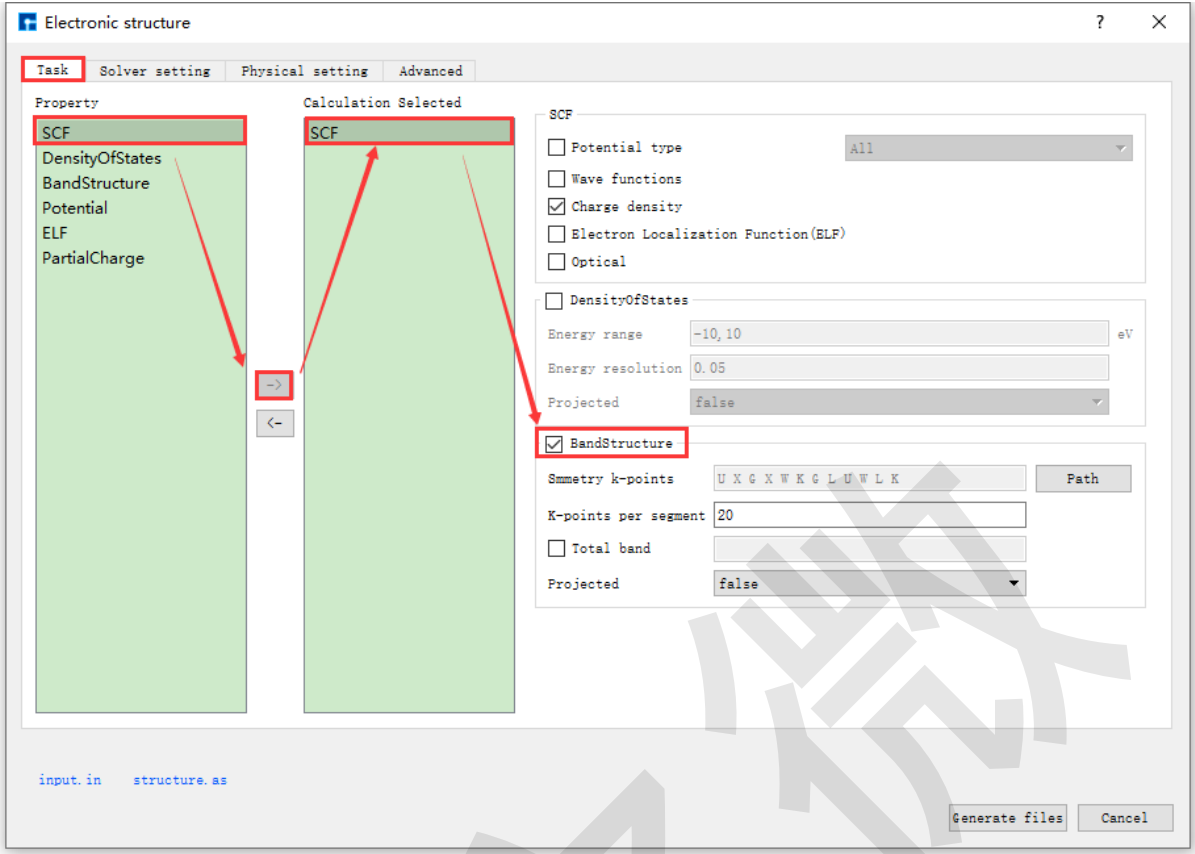 Electronic structure
?
Task Solver setting Physical setting Advanced
Property
SCF
DensityOfStates
BandStructure
Potential
ELF
PartialCharge
->
<-
Calculation Selected
SCF
SCF
Potential type All
Wave functions
Charge density
Electron Localization Function(ELF)
Optical
DensityOfStates
Energy range -10,10 eV
Energy resolution 0.05
Projected false
BandStructure
Smmetry k-points U X G X W K G L U W L K Path
K-points per segment 20
Total band
Projected false
input.in structure.as
Generate files Cancel
微